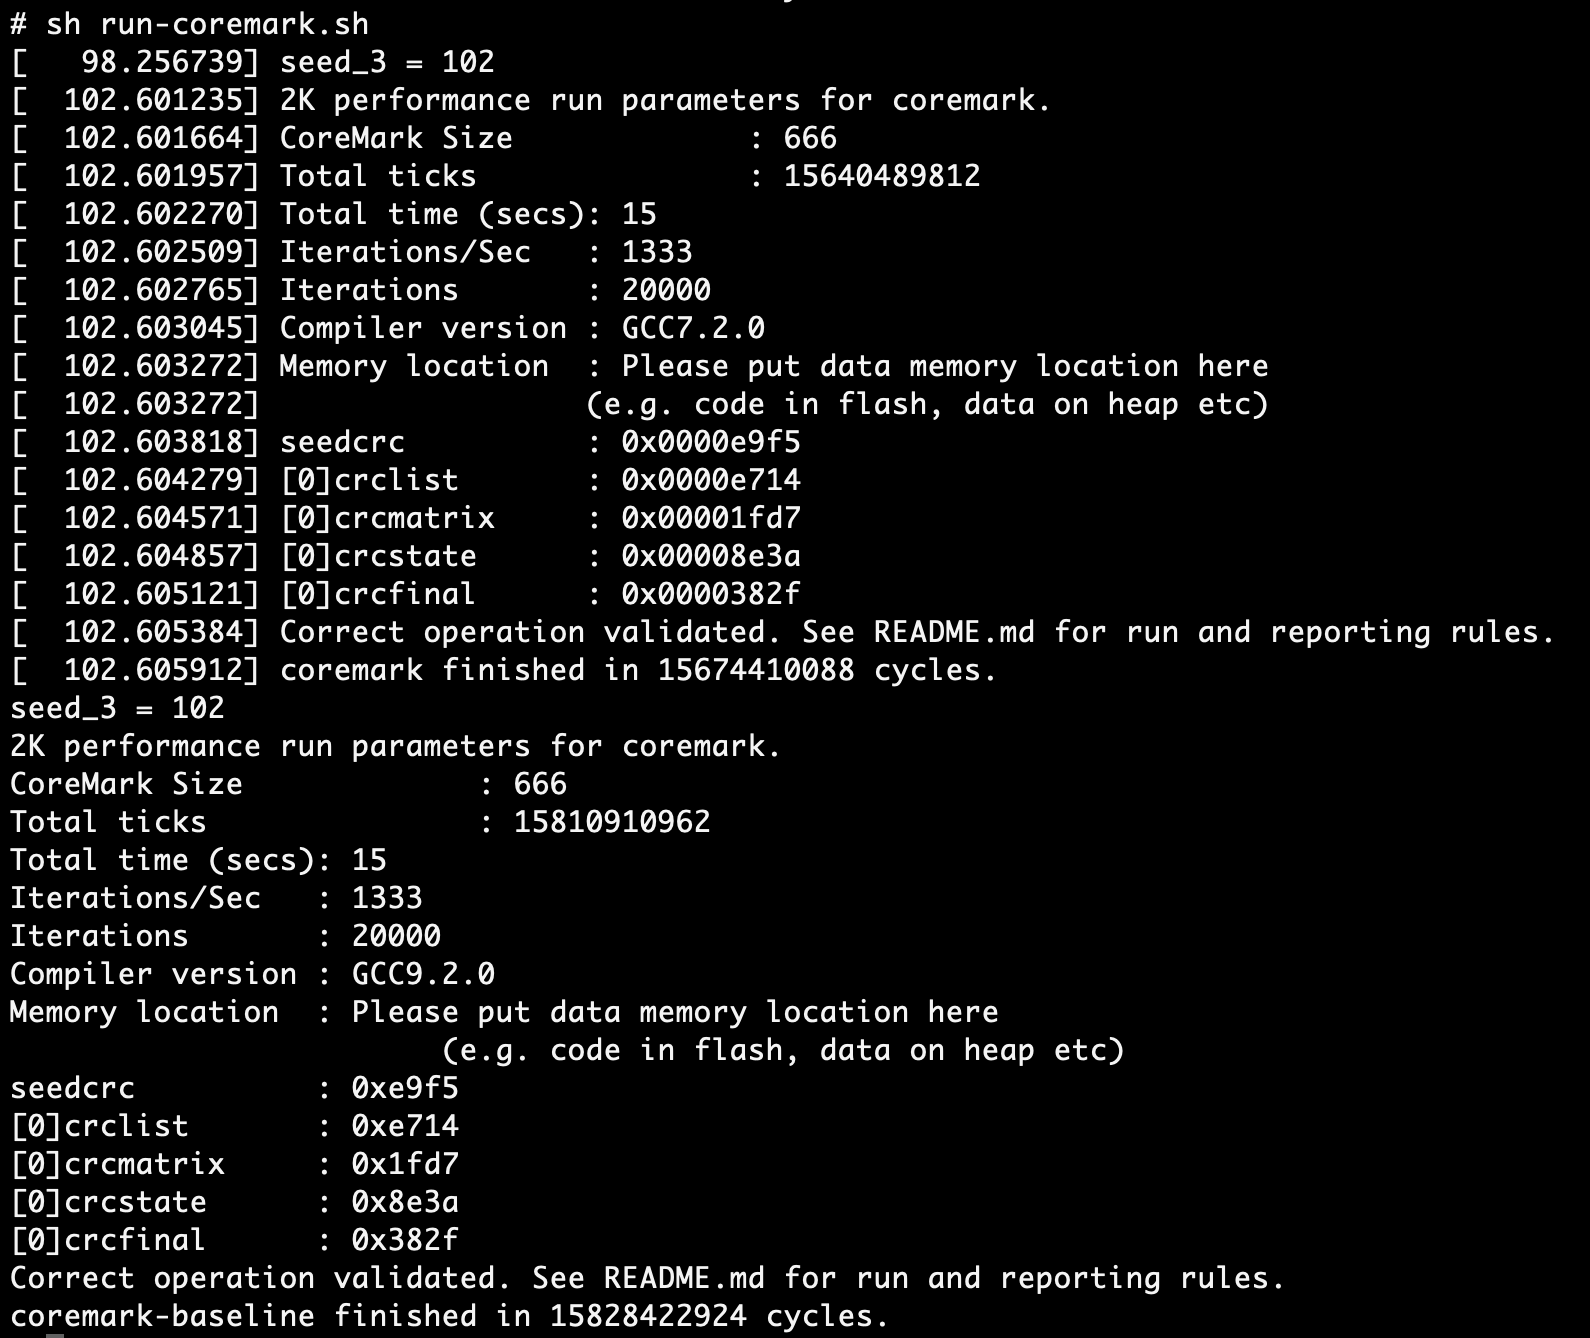 # sh run-coremark.sh
[   98.256739] seed_3 = 102
[  102.601235] 2K performance run parameters for coremark.
[  102.601664] CoreMark Size             : 666
[  102.601957] Total ticks               : 15640489812
[  102.602270] Total time (secs): 15
[  102.602509] Iterations/Sec   : 1333
[  102.602765] Iterations       : 20000
[  102.603045] Compiler version : GCC7.2.0
[  102.603272] Memory location  : Please put data memory location here
[  102.603272]                  (e.g. code in flash, data on heap etc)
[  102.603818] seedcrc          : 0x0000e9f5
[  102.604279] [0]crclist       : 0x0000e714
[  102.604571] [0]crcmatrix     : 0x00001fd7
[  102.604857] [0]crcstate      : 0x00008e3a
[  102.605121] [0]crcfinal      : 0x0000382f
[  102.605384] Correct operation validated. See README.md for run and reporting rules.
[  102.605912] coremark finished in 15674410088 cycles.
seed_3 = 102
2K performance run parameters for coremark.
CoreMark Size             : 666
Total ticks               : 15810910962
Total time (secs): 15
Iterations/Sec   : 1333
Iterations       : 20000
Compiler version : GCC9.2.0
Memory location  : Please put data memory location here
                        (e.g. code in flash, data on heap etc)
seedcrc          : 0xe9f5
[0]crclist       : 0xe714
[0]crcmatrix     : 0x1fd7
[0]crcstate      : 0x8e3a
[0]crcfinal      : 0x382f
Correct operation validated. See README.md for run and reporting rules.
coremark-baseline finished in 15828422924 cycles.